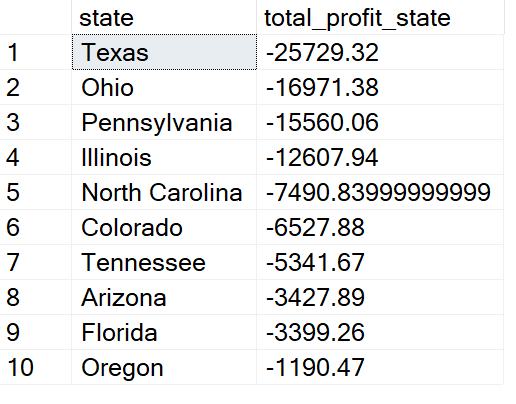 state total_profit_state
1 Texas -25729.32
2 Ohio -16971.38
3 Pennsylvania -15560.06
4 Illinois -12607.94
5 North Carolina -7490.83999999999
6 Colorado -6527.88
7 Tennessee -5341.67
8 Arizona -3427.89
9 Florida -3399.26
10 Oregon -1190.47